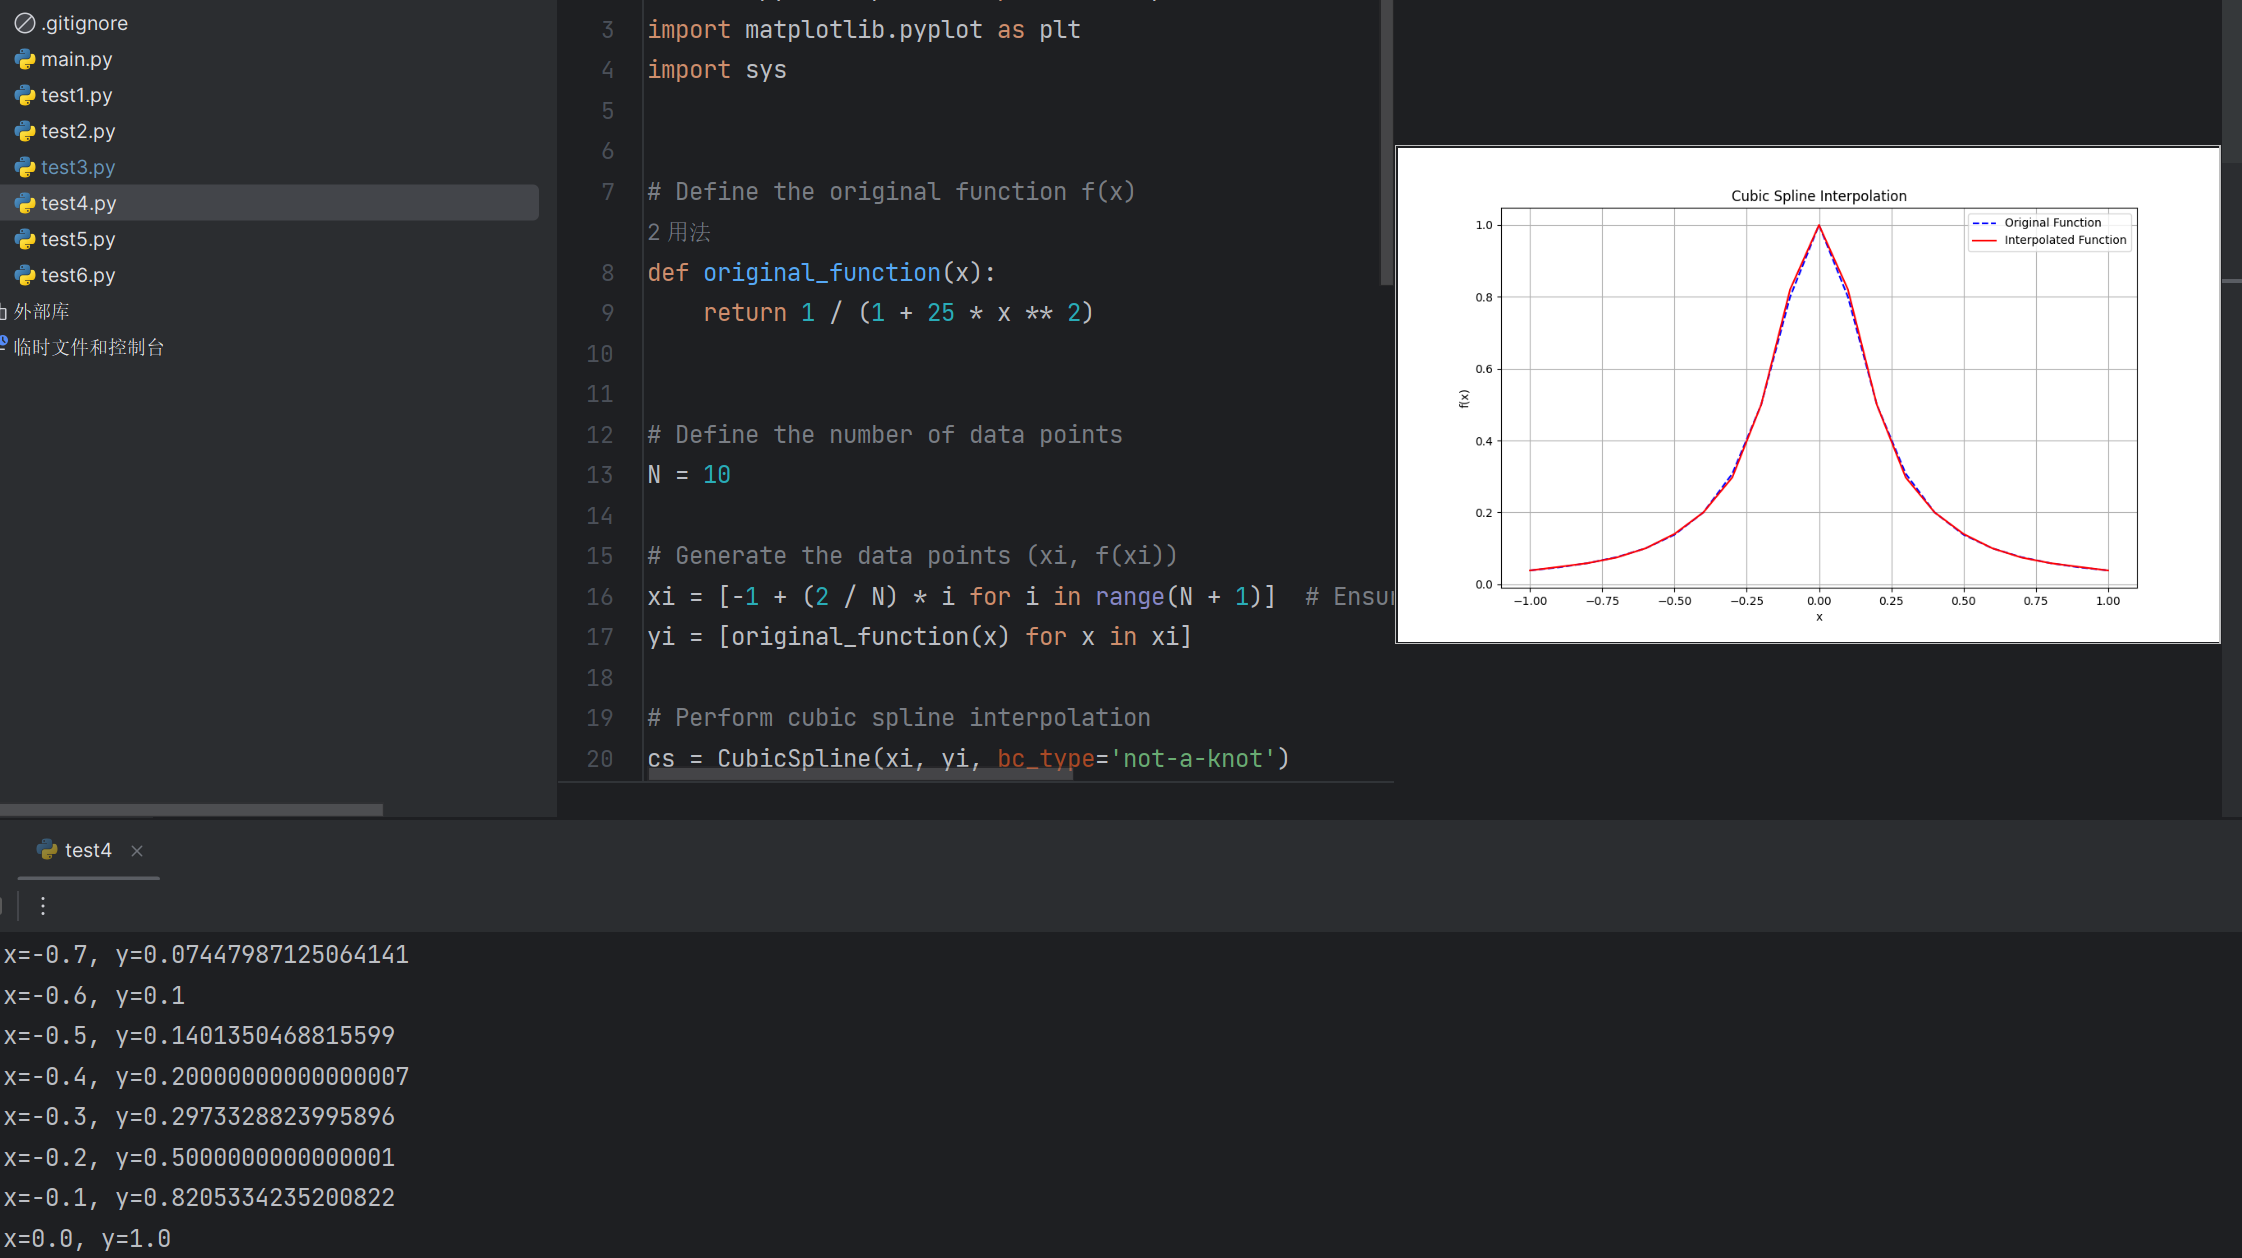 .gitignore
main.py
test1.py
test2.py
test3.py
test4.py
test5.py
test6.py
外部库
临时文件和控制台
3 import matplotlib.pyplot as plt
4 import sys
5
6
7 # Define the original function f(x)
2 用法
8 def original_function(x):
9 return 1 / (1 + 25 * x ** 2)
10
11
12 # Define the number of data points
13 N = 10
14
15 # Generate the data points (xi, f(xi))
16 xi = [-1 + (2 / N) * i for i in range(N + 1)] # Ensur
17 yi = [original_function(x) for x in xi]
18
19 # Perform cubic spline interpolation
20 cs = CubicSpline(xi, yi, bc_type='not-a-knot')
Cubic Spline Interpolation
Original Function
Interpolated Function
1.0
0.8
0.6
0.4
0.2
0.0
f(x)
−1.00 −0.75 −0.50 −0.25 0.00 0.25 0.50 0.75 1.00
x
test4
x=-0.7, y=0.07447987125064141
x=-0.6, y=0.1
x=-0.5, y=0.1401350468815599
x=-0.4, y=0.20000000000000007
x=-0.3, y=0.2973328823995896
x=-0.2, y=0.5000000000000001
x=-0.1, y=0.8205334235200822
x=0.0, y=1.0